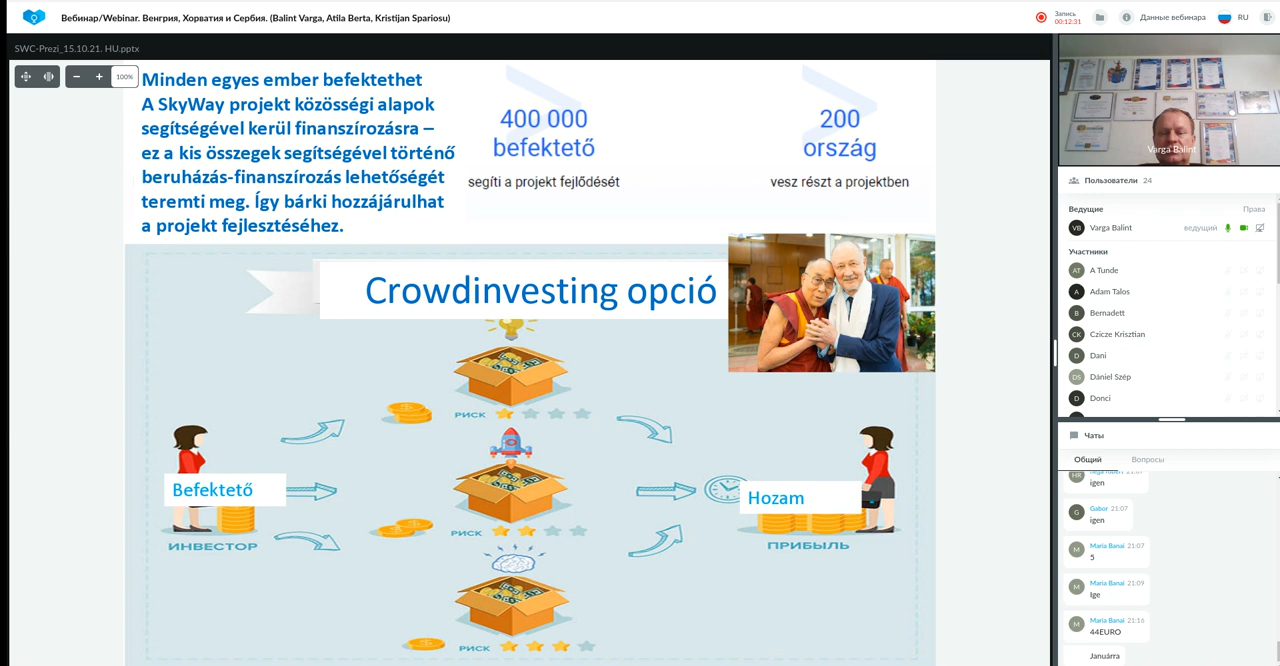 Вебинар/Webinar. Венгрия, Хорватия и Сербия. (Balint Varga, Atila Berta, Kristijan Spariosu)
Запись
00:12:31
Данные вебинара
RU
SWC-Prezi_15.10.21. HU.pptx
100%
Minden egyes ember befektethet
A SkyWay projekt közösségi alapok
segítségével kerül finanszírozásra –
ez a kis összegek segítségével történő
beruházás-finanszírozás lehetőségét
teremti meg. Így bárki hozzájárulhat
a projekt fejlesztéséhez.
400 000
befektető
segíti a projekt fejlődését
200
ország
vesz részt a projektben
Crowdinvesting opció
РИСК
Befektető
ИНВЕСТОР
РИСК
Hozam
ПРИБЫЛЬ
РИСК
Varga Balint
Пользователи 24
Ведущие
Права
VB
Varga Balint
ведущий
Участники
AT
A Tunde
A
Adam Talos
B
Bernadett
CK
Czicze Krisztian
D
Dani
DS
Dániel Szép
D
Donci
Чаты
Общий
Вопросы
HR
igen
G
Gabor 21:07
igen
M
Maria Banai 21:07
5
M
Maria Banai 21:09
Ige
M
Maria Banai 21:16
44EURO
Januárra